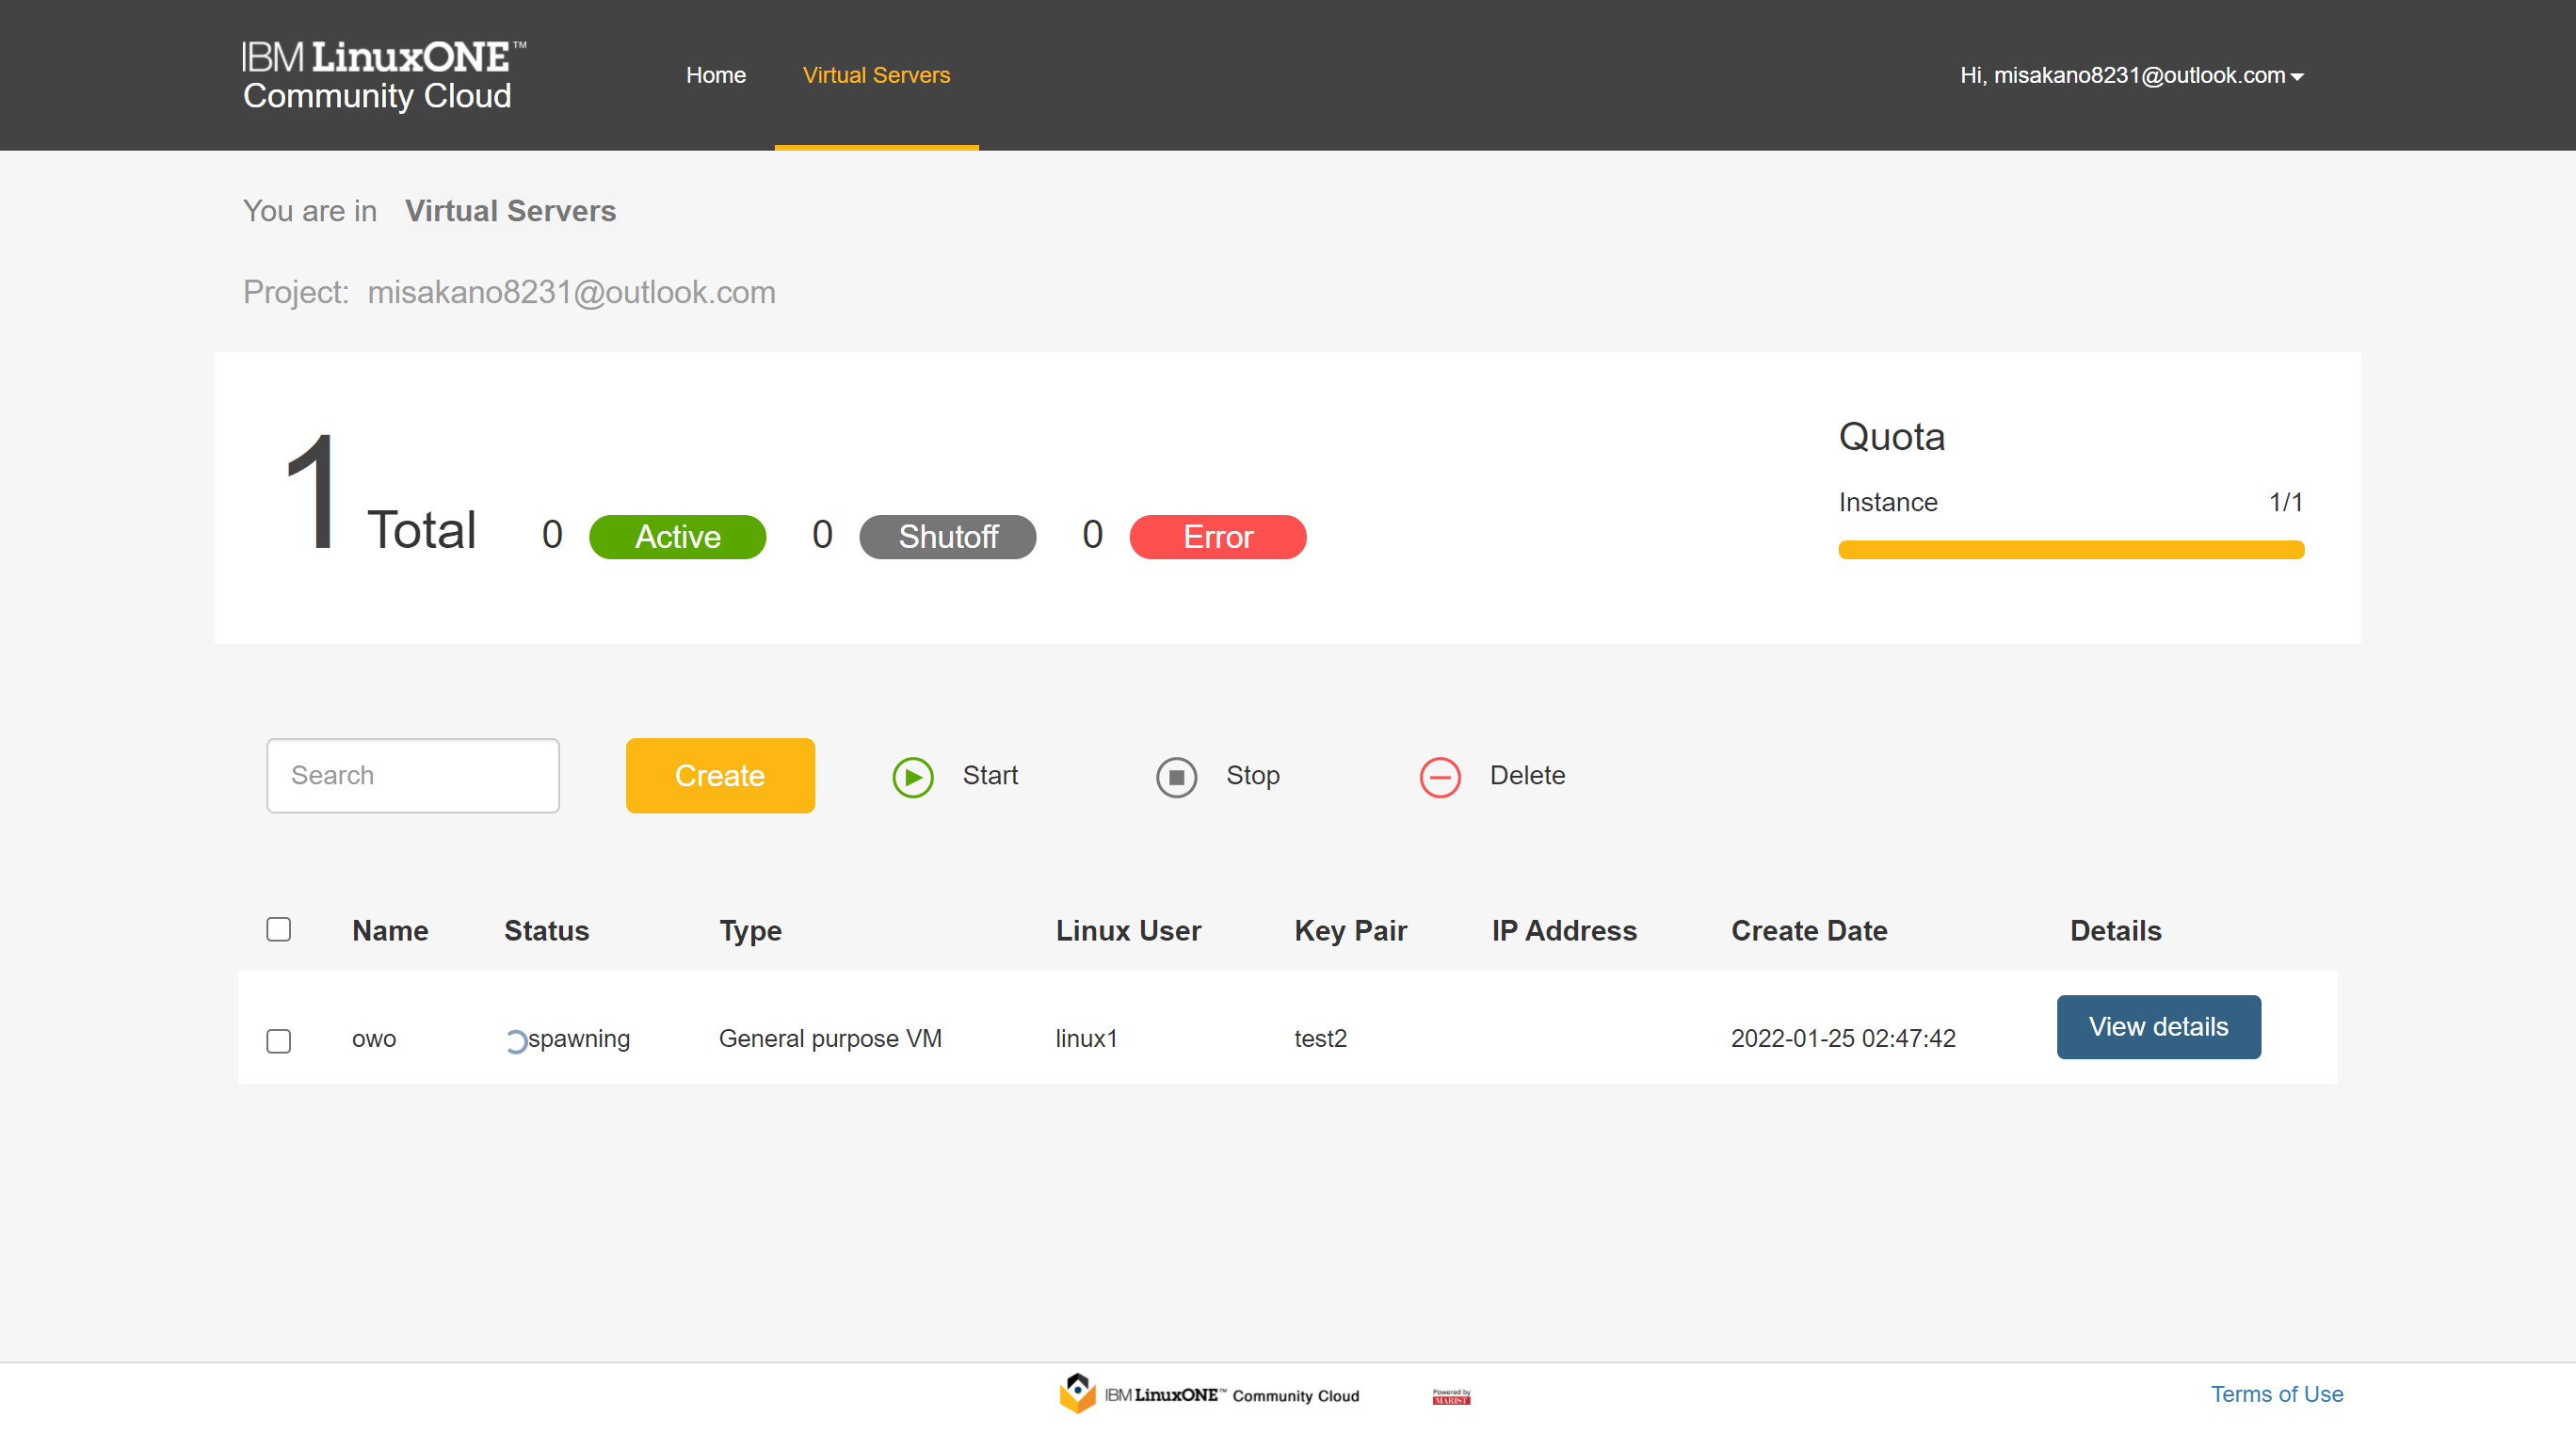 IBM LinuxONE™
Community Cloud
Home
Virtual Servers
Hi, misakano8231@outlook.com
You are in Virtual Servers
Project: misakano8231@outlook.com
1 Total
0 Active
0 Shutoff
0 Error
Quota
Instance 1/1
Search
Create
Start
Stop
Delete
Name Status Type Linux User Key Pair IP Address Create Date Details
owo spawning General purpose VM linux1 test2 2022-01-25 02:47:42 View details
IBM LinuxONE™ Community Cloud
Powered by
MARIST
Terms of Use